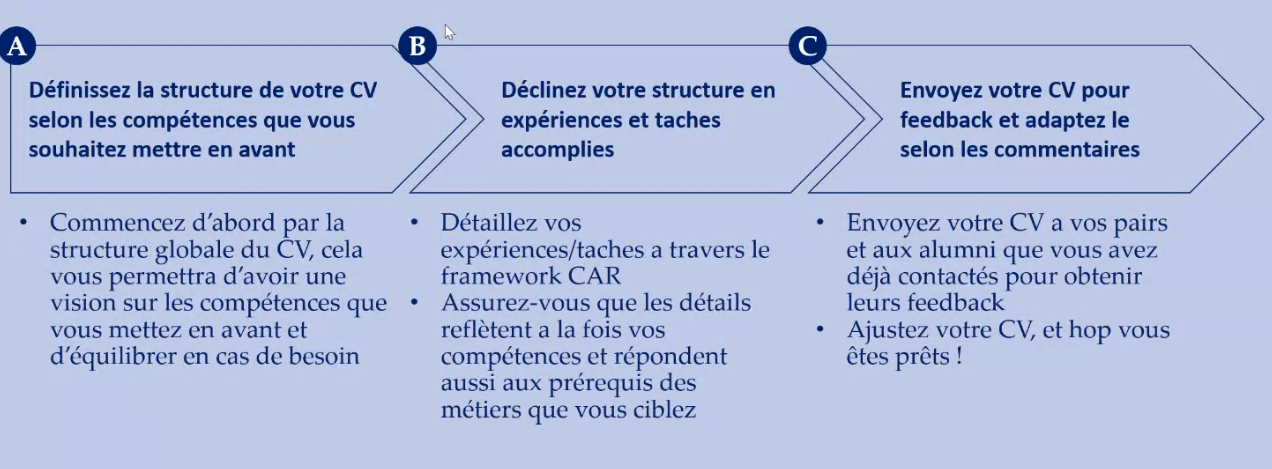 A
Définissez la structure de votre CV
selon les compétences que vous
souhaitez mettre en avant
• Commencez d’abord par la
structure globale du CV, cela
vous permettra d’avoir une
vision sur les compétences que
vous mettez en avant et
d’équilibrer en cas de besoin
B
Déclinez votre structure en
expériences et taches
accomplies
• Détaillez vos
expériences/taches a travers le
framework CAR
• Assurez-vous que les détails
reflètent a la fois vos
compétences et répondent
aussi aux prérequis des
métiers que vous ciblez
C
Envoyez votre CV pour
feedback et adaptez le
selon les commentaires
• Envoyez votre CV a vos pairs
et aux alumni que vous avez
déjà contactés pour obtenir
leurs feedback
• Ajustez votre CV, et hop vous
êtes prêts !